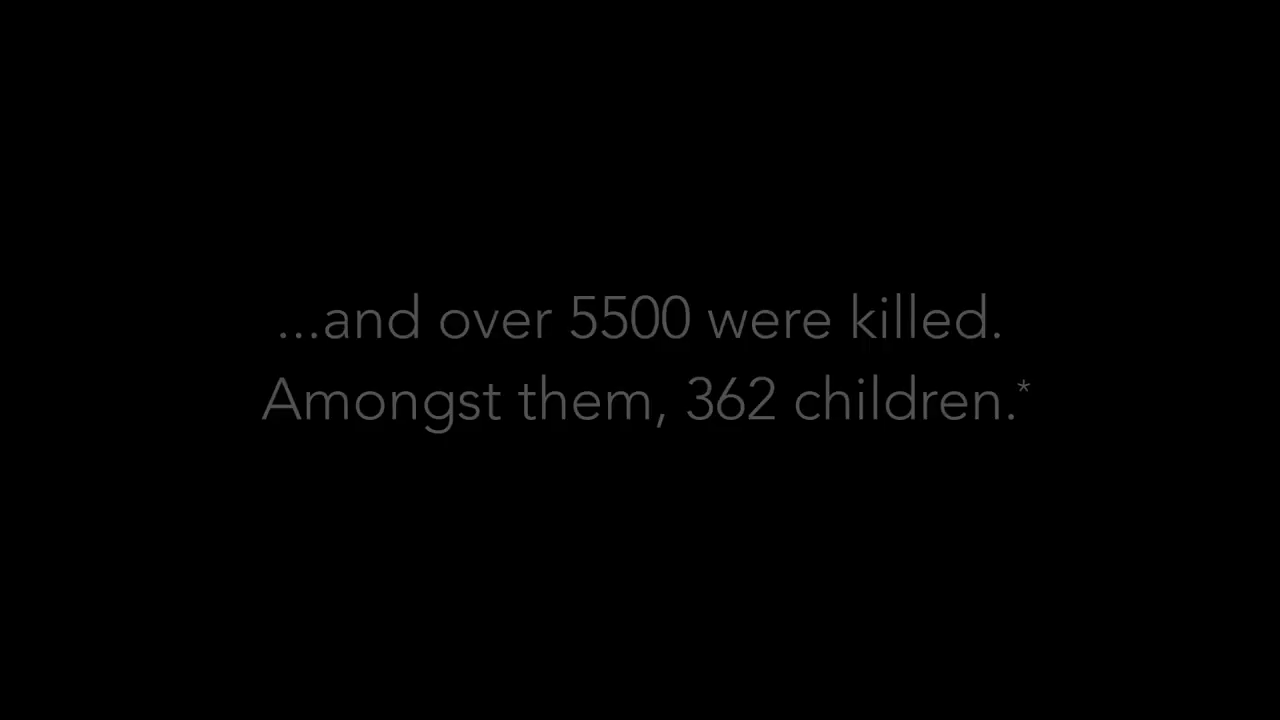 ...and over 5500 were killed.
Amongst them, 362 children.*